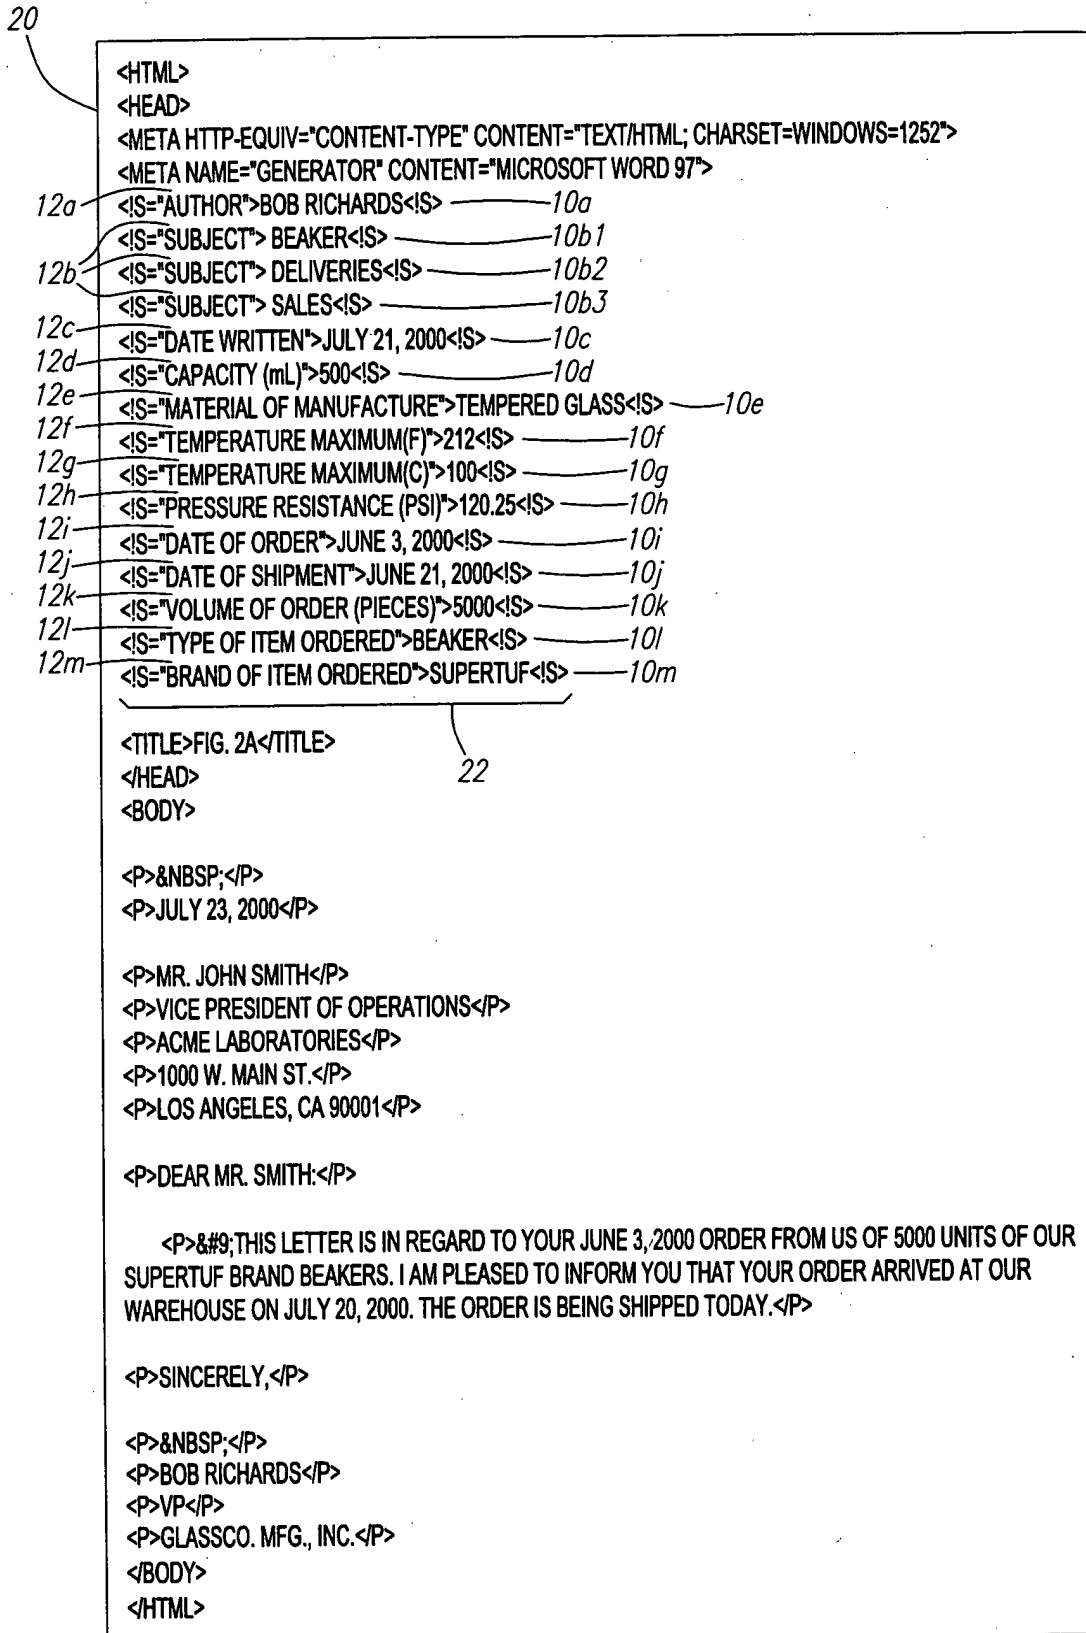 20
<HTML>
<HEAD>
<META HTTP-EQUIV="CONTENT-TYPE" CONTENT="TEXT/HTML; CHARSET=WINDOWS=1252">
<META NAME="GENERATOR" CONTENT="MICROSOFT WORD 97">
12a <!S="AUTHOR">BOB RICHARDS<!S> 10a
<!S="SUBJECT"> BEAKER<!S> 10b1
12b <!S="SUBJECT"> DELIVERIES<!S> 10b2
<!S="SUBJECT"> SALES<!S> 10b3
12c <!S="DATE WRITTEN">JULY 21, 2000<!S> 10c
12d <!S="CAPACITY (mL)">500<!S> 10d
12e <!S="MATERIAL OF MANUFACTURE">TEMPERED GLASS<!S> 10e
12f <!S="TEMPERATURE MAXIMUM(F)">212<!S> 10f
12g <!S="TEMPERATURE MAXIMUM(C)">100<!S> 10g
12h <!S="PRESSURE RESISTANCE (PSI)">120.25<!S> 10h
12i <!S="DATE OF ORDER">JUNE 3, 2000<!S> 10i
12j <!S="DATE OF SHIPMENT">JUNE 21, 2000<!S> 10j
12k <!S="VOLUME OF ORDER (PIECES)">5000<!S> 10k
12l <!S="TYPE OF ITEM ORDERED">BEAKER<!S> 10l
12m <!S="BRAND OF ITEM ORDERED">SUPERTUF<!S> 10m
<TITLE>FIG. 2A</TITLE>
</HEAD> 22
<BODY>
<P>&NBSP;</P>
<P>JULY 23, 2000</P>
<P>MR. JOHN SMITH</P>
<P>VICE PRESIDENT OF OPERATIONS</P>
<P>ACME LABORATORIES</P>
<P>1000 W. MAIN ST.</P>
<P>LOS ANGELES, CA 90001</P>
<P>DEAR MR. SMITH:</P>
<P>&#9;THIS LETTER IS IN REGARD TO YOUR JUNE 3, 2000 ORDER FROM US OF 5000 UNITS OF OUR
SUPERTUF BRAND BEAKERS. I AM PLEASED TO INFORM YOU THAT YOUR ORDER ARRIVED AT OUR
WAREHOUSE ON JULY 20, 2000. THE ORDER IS BEING SHIPPED TODAY.</P>
<P>SINCERELY,</P>
<P>&NBSP;</P>
<P>BOB RICHARDS</P>
<P>VP</P>
<P>GLASSCO. MFG., INC.</P>
</BODY>
</HTML>